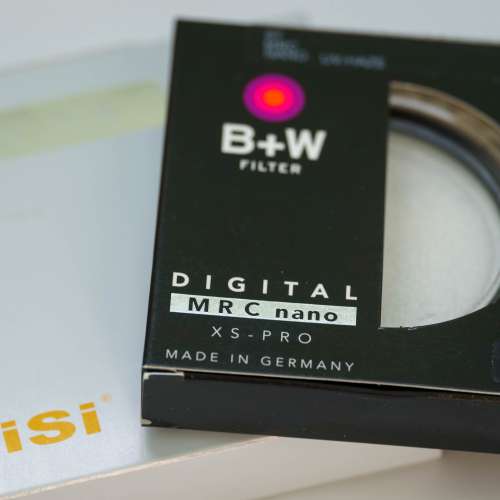 B+W
FILTER
DIGITAL
MRC nano
XS-PRO
MADE IN GERMANY
iSi